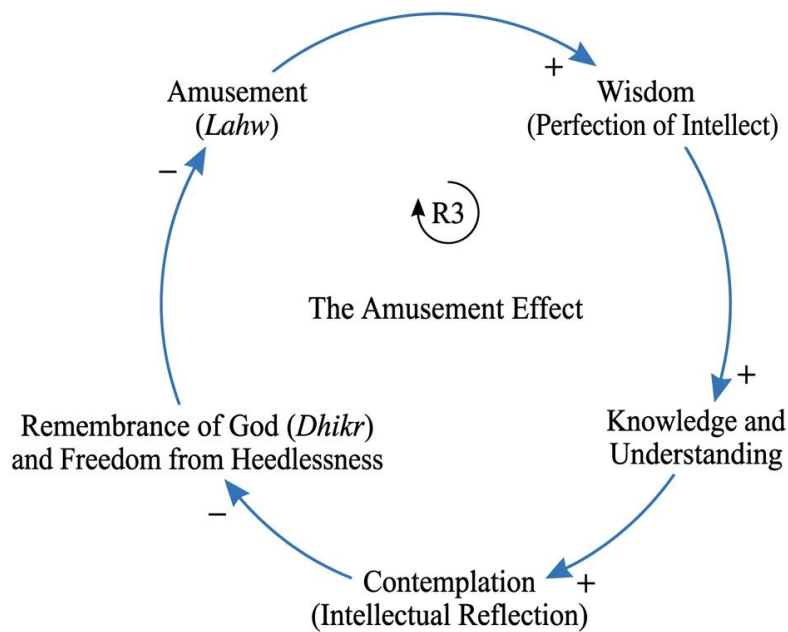 Amusement
(Lahw)
+
Wisdom
(Perfection of Intellect)
−
R3
The Amusement Effect
+
Knowledge and
Understanding
Remembrance of God (Dhikr)
and Freedom from Heedlessness
−
Contemplation +
(Intellectual Reflection)